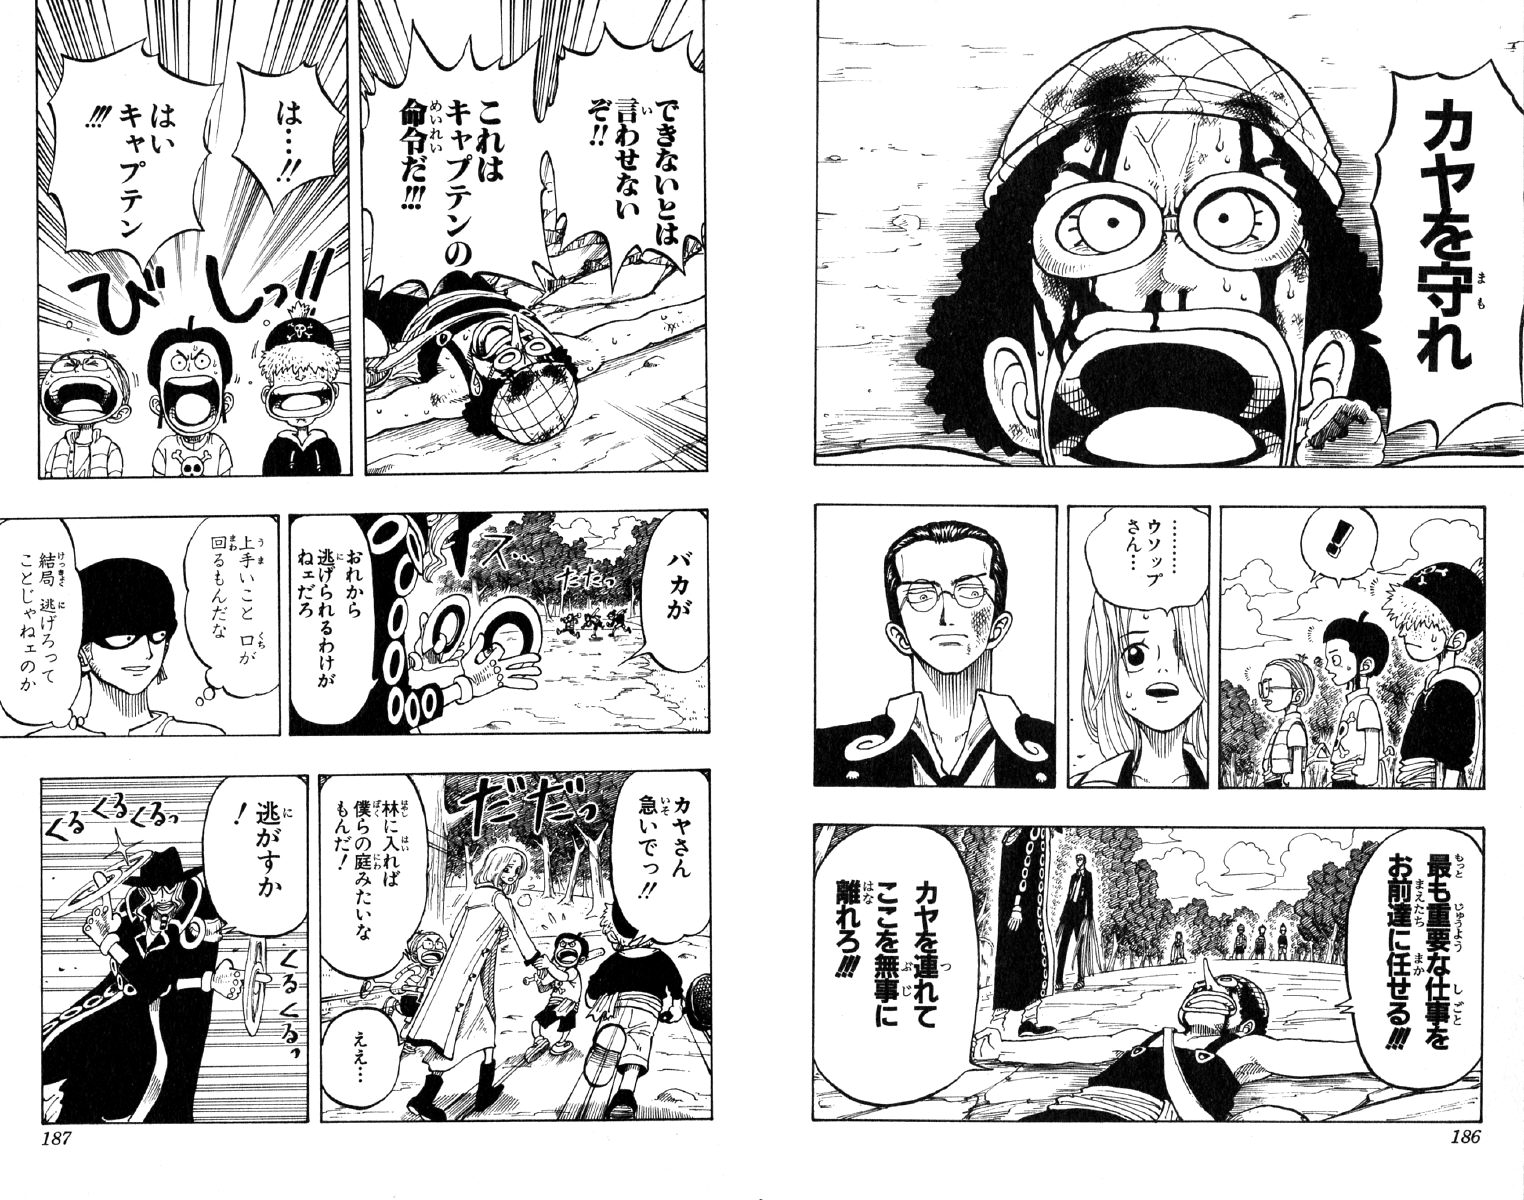 カヤを守れ
!
………
ウソップ
さん…
最も重要な仕事を
お前達に任せる!!!
カヤを連れて
ここを無事に
離れろ!!!
186
できないとは
言わせない
ぞ!!
これは
キャプテンの
命令だ!!!
は…!!
はい
キャプテン
!!!
びしっ!!
バカが
ス…
たたたっ
おれから
逃げられるわけが
ねェだろ
上手いこと 口が
回るもんだな
結局 逃げろって
ことじゃねェのか
カヤさん
急いでっ!!
だだっ
林に入れば
僕らの庭みたいな
もんだ!
ええ…
逃がすか
!
くるくるくるっ
くるくるっ
187